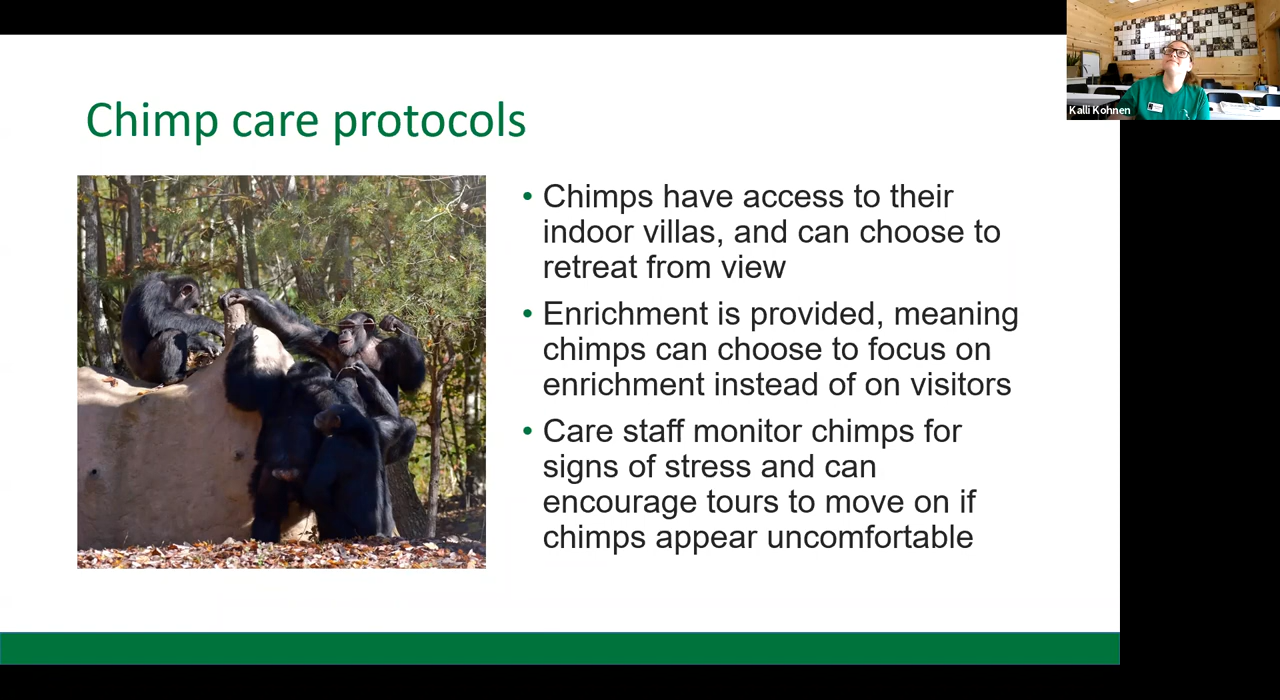 Chimp care protocols
• Chimps have access to their
indoor villas, and can choose to
retreat from view
• Enrichment is provided, meaning
chimps can choose to focus on
enrichment instead of on visitors
• Care staff monitor chimps for
signs of stress and can
encourage tours to move on if
chimps appear uncomfortable
Kalli Kohnen